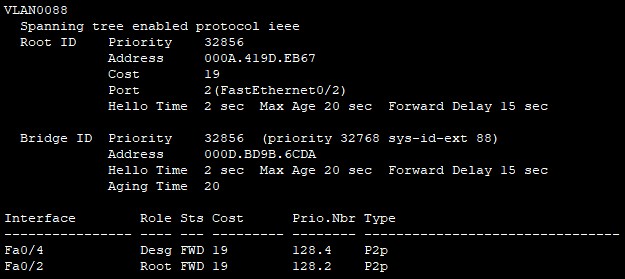 VLAN0088
Spanning tree enabled protocol ieee
Root ID Priority 32856
Address 000A.419D.EB67
Cost 19
Port 2(FastEthernet0/2)
Hello Time 2 sec Max Age 20 sec Forward Delay 15 sec
Bridge ID Priority 32856 (priority 32768 sys-id-ext 88)
Address 000D.BD9B.6CDA
Hello Time 2 sec Max Age 20 sec Forward Delay 15 sec
Aging Time 20
Interface Role Sts Cost Prio.Nbr Type
---------------- ---- --- --------- -------- --------------------------------
Fa0/4 Desg FWD 19 128.4 P2p
Fa0/2 Root FWD 19 128.2 P2p